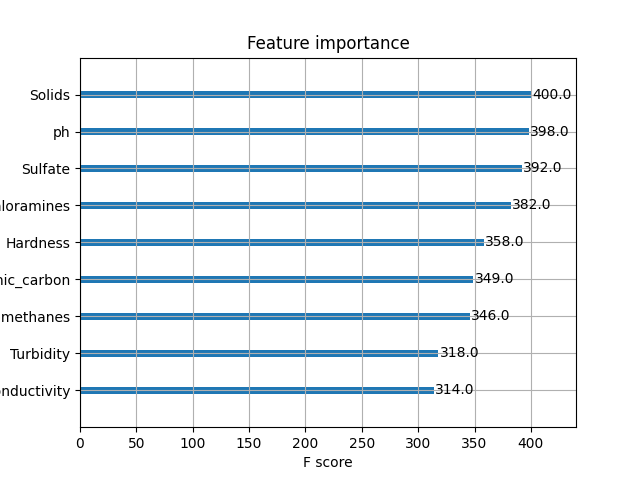 Feature importance
Solids 400.0
ph 398.0
Sulfate 392.0
loramines 382.0
Hardness 358.0
nic_carbon 349.0
methanes 346.0
Turbidity 318.0
nductivity 314.0
0 50 100 150 200 250 300 350 400
F score